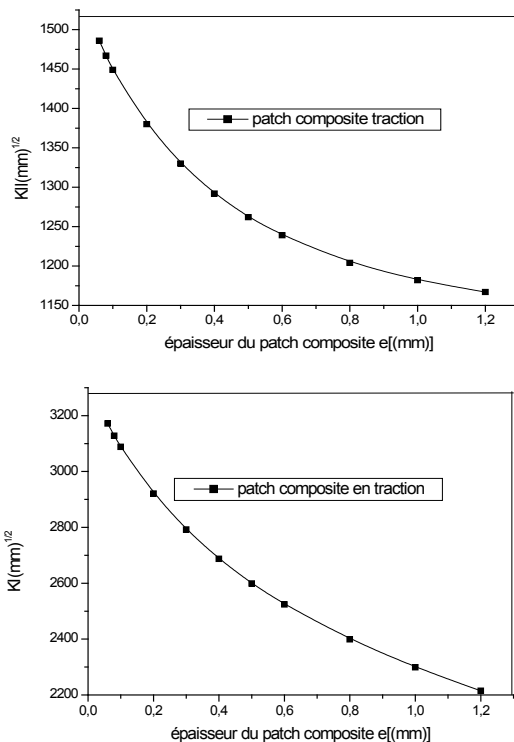 1500
1450
1400
1350
1300
1250
1200
1150
KII(mm)1/2
patch composite traction
0,0 0,2 0,4 0,6 0,8 1,0 1,2
épaisseur du patch composite e[(mm)]
3200
3000
2800
2600
2400
2200
KI(mm)1/2
patch composite en traction
0,0 0,2 0,4 0,6 0,8 1,0 1,2
épaisseur du patch composite e[(mm)]